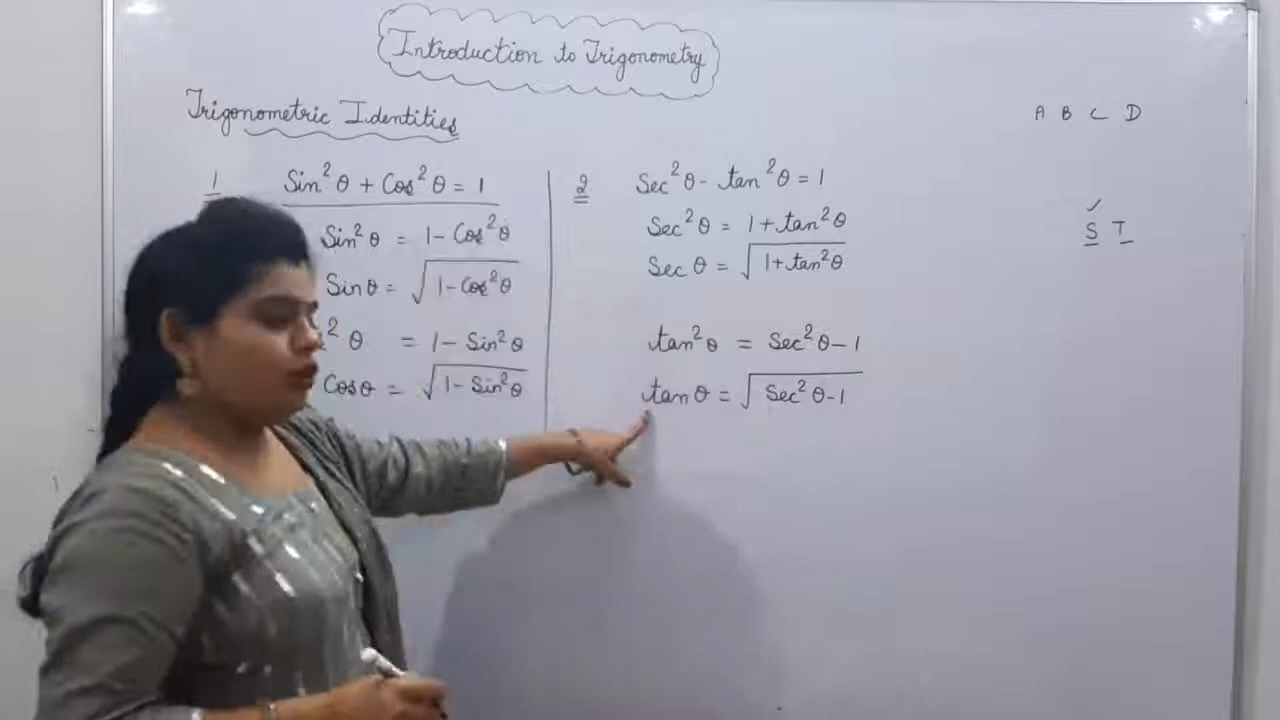 Introduction to Trigonometry
Trigonometric Identities
1
Sin²θ + Cos²θ = 1
Sin²θ = 1 - Cos²θ
Sinθ = √1 - Cos²θ
²θ = 1 - Sin²θ
Cosθ = √1 - Sin²θ
2
Sec²θ - tan²θ = 1
Sec²θ = 1 + tan²θ
Secθ = √1 + tan²θ
tan²θ = Sec²θ - 1
tanθ = √Sec²θ - 1
A B C D
✓
S T